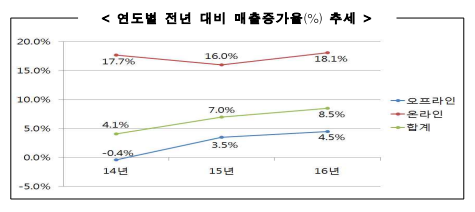 < 연도별 전년 대비 매출증가율(%) 추세 >
20.0%
15.0%
10.0%
5.0%
0.0%
-5.0%
17.7% 16.0% 18.1%
4.1% 7.0% 8.5%
-0.4% 3.5% 4.5%
14년 15년 16년
오프라인
온라인
합계